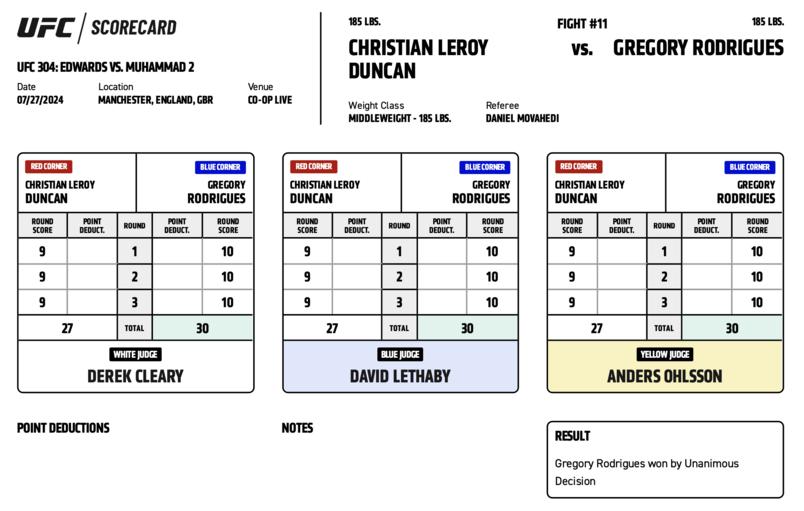 UFC SCORECARD
UFC 304: EDWARDS VS. MUHAMMAD 2
Date Location Venue
07/27/2024 MANCHESTER, ENGLAND, GBR CO-OP LIVE
185 LBS. FIGHT #11 185 LBS.
CHRISTIAN LEROY vs. GREGORY RODRIGUES
DUNCAN
Weight Class Referee
MIDDLEWEIGHT - 185 LBS. DANIEL MOVAHEDI
RED CORNER BLUE CORNER
CHRISTIAN LEROY GREGORY
DUNCAN RODRIGUES
ROUND POINT ROUND POINT ROUND
SCORE DEDUCT. DEDUCT. SCORE
9 1 10
9 2 10
9 3 10
27 TOTAL 30
WHITE JUDGE
DEREK CLEARY
RED CORNER BLUE CORNER
CHRISTIAN LEROY GREGORY
DUNCAN RODRIGUES
ROUND POINT ROUND POINT ROUND
SCORE DEDUCT. DEDUCT. SCORE
9 1 10
9 2 10
9 3 10
27 TOTAL 30
BLUE JUDGE
DAVID LETHABY
RED CORNER BLUE CORNER
CHRISTIAN LEROY GREGORY
DUNCAN RODRIGUES
ROUND POINT ROUND POINT ROUND
SCORE DEDUCT. DEDUCT. SCORE
9 1 10
9 2 10
9 3 10
27 TOTAL 30
YELLOW JUDGE
ANDERS OHLSSON
POINT DEDUCTIONS
NOTES
RESULT
Gregory Rodrigues won by Unanimous
Decision